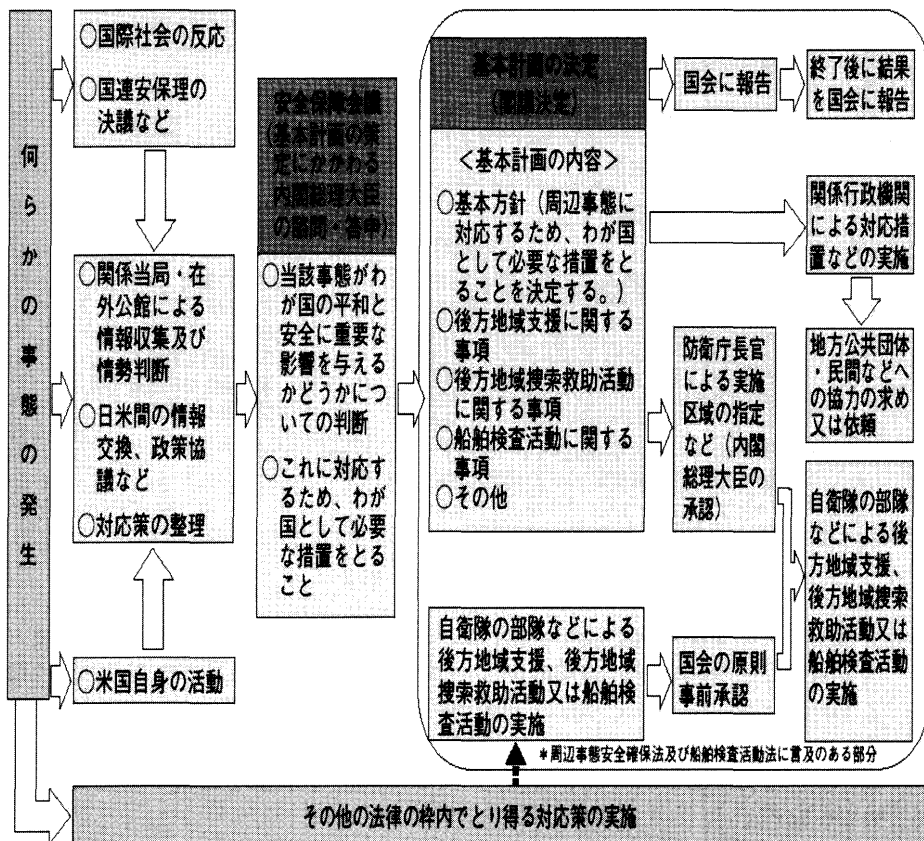 何らかの事態の発生
○国際社会の反応
○国連安保理の
決議など
○関係当局・在
外公館による
情報収集及び
情勢判断
○日米間の情報
交換、政策協
議など
○対応策の整理
○米国自身の活動
安全保障会議
(基本計画の策
定にかかわる
内閣総理大臣
の諮問・答申)
○当該事態がわ
が国の平和と
安全に重要な
影響を与える
かどうかにつ
いての判断
○これに対応す
るため、わが
国として必要
な措置をとる
こと
基本計画の決定
(閣議決定)
<基本計画の内容>
○基本方針(周辺事態に
対応するため、わが国
として必要な措置をと
ることを決定する。)
○後方地域支援に関する
事項
○後方地域捜索救助活動
に関する事項
○船舶検査活動に関する
事項
○その他
国会に報告
終了後に結果
を国会に報告
関係行政機関
による対応措
置などの実施
地方公共団体
・民間などへ
の協力の求め
又は依頼
防衛庁長官
による実施
区域の指定
など(内閣
総理大臣の
承認)
自衛隊の部隊などによる
後方地域支援、後方地域
捜索救助活動又は船舶検
査活動の実施
国会の原則
事前承認
自衛隊の部隊
などによる後
方地域支援、
後方地域捜索
救助活動又は
船舶検査活動
の実施
*周辺事態安全確保法及び船舶検査活動法に言及のある部分
その他の法律の枠内でとり得る対応策の実施